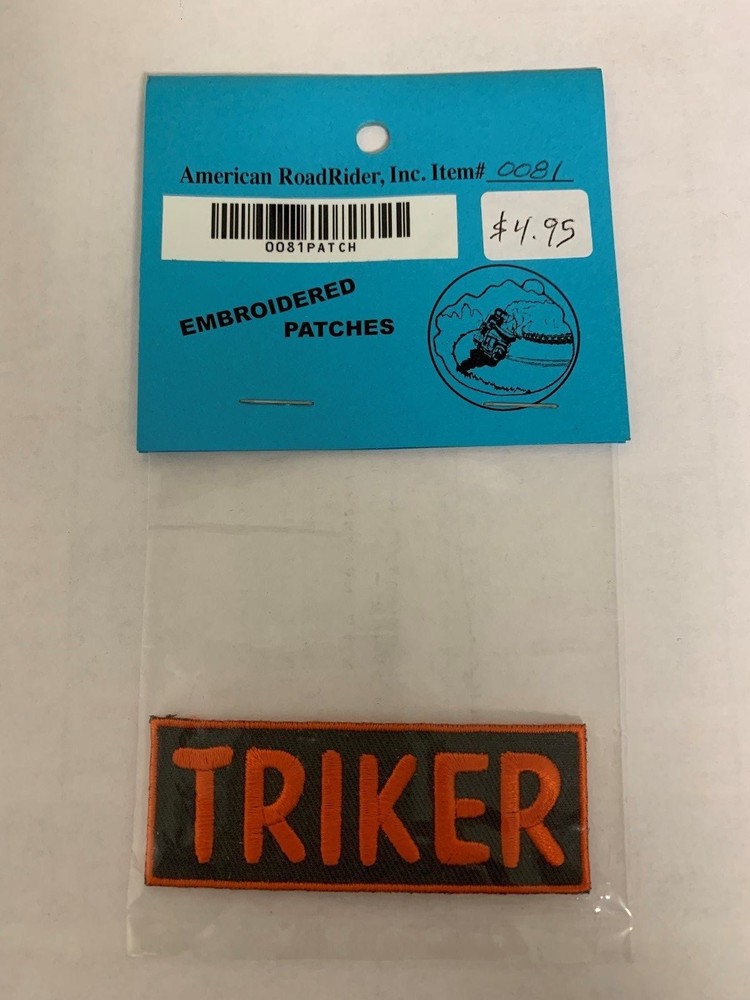 American RoadRider, Inc. Item# 0081
0081PATCH
$4.95
EMBROIDERED
PATCHES
TRIKER